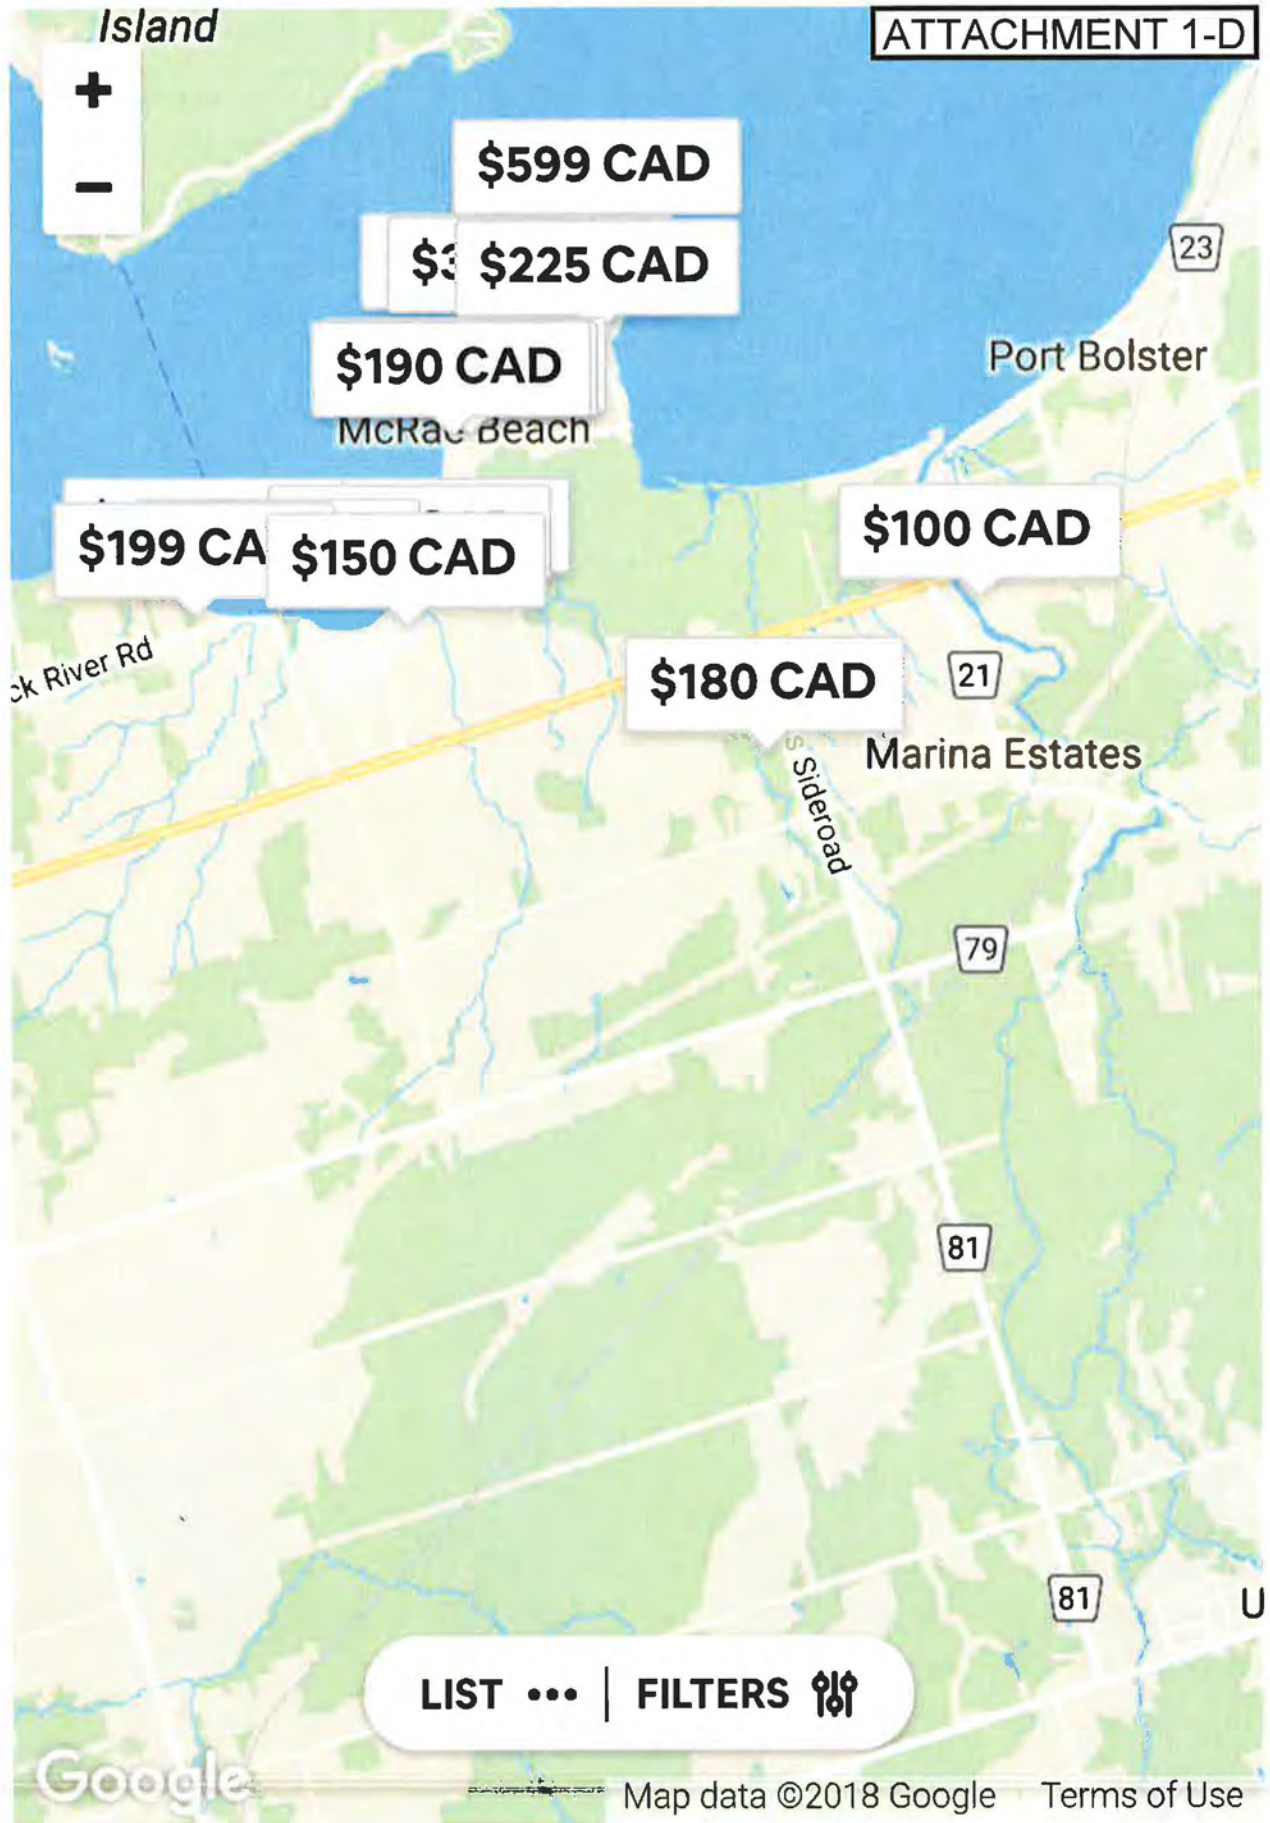 Island
ATTACHMENT 1-D
+
−
$599 CAD
$225 CAD
23
$190 CAD
Port Bolster
McRae Beach
$199 CA
$150 CAD
$100 CAD
River Rd
$180 CAD
21
Marina Estates
Sideroad
79
81
81
U
LIST ••• | FILTERS
Google
Map data ©2018 Google
Terms of Use